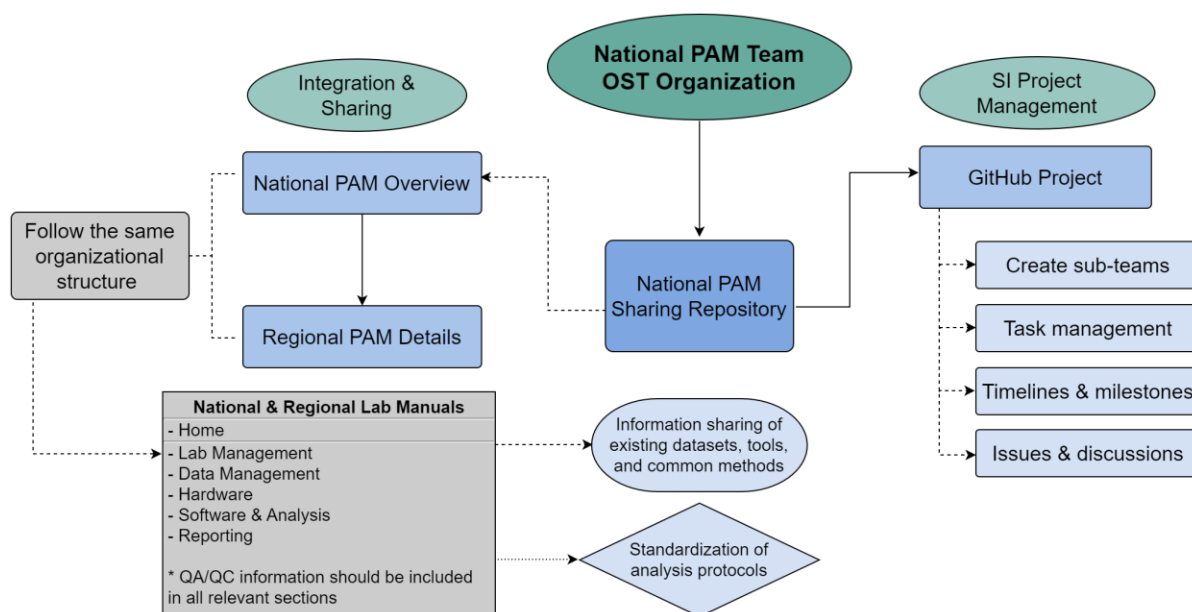 National PAM Team
OST Organization
Integration &
Sharing
SI Project
Management
National PAM Overview
GitHub Project
Follow the same
organizational
structure
National PAM
Sharing Repository
Regional PAM Details
Create sub-teams
Task management
Timelines & milestones
Issues & discussions
National & Regional Lab Manuals
- Home
- Lab Management
- Data Management
- Hardware
- Software & Analysis
- Reporting
* QA/QC information should be included
in all relevant sections
Information sharing of
existing datasets, tools,
and common methods
Standardization of
analysis protocols